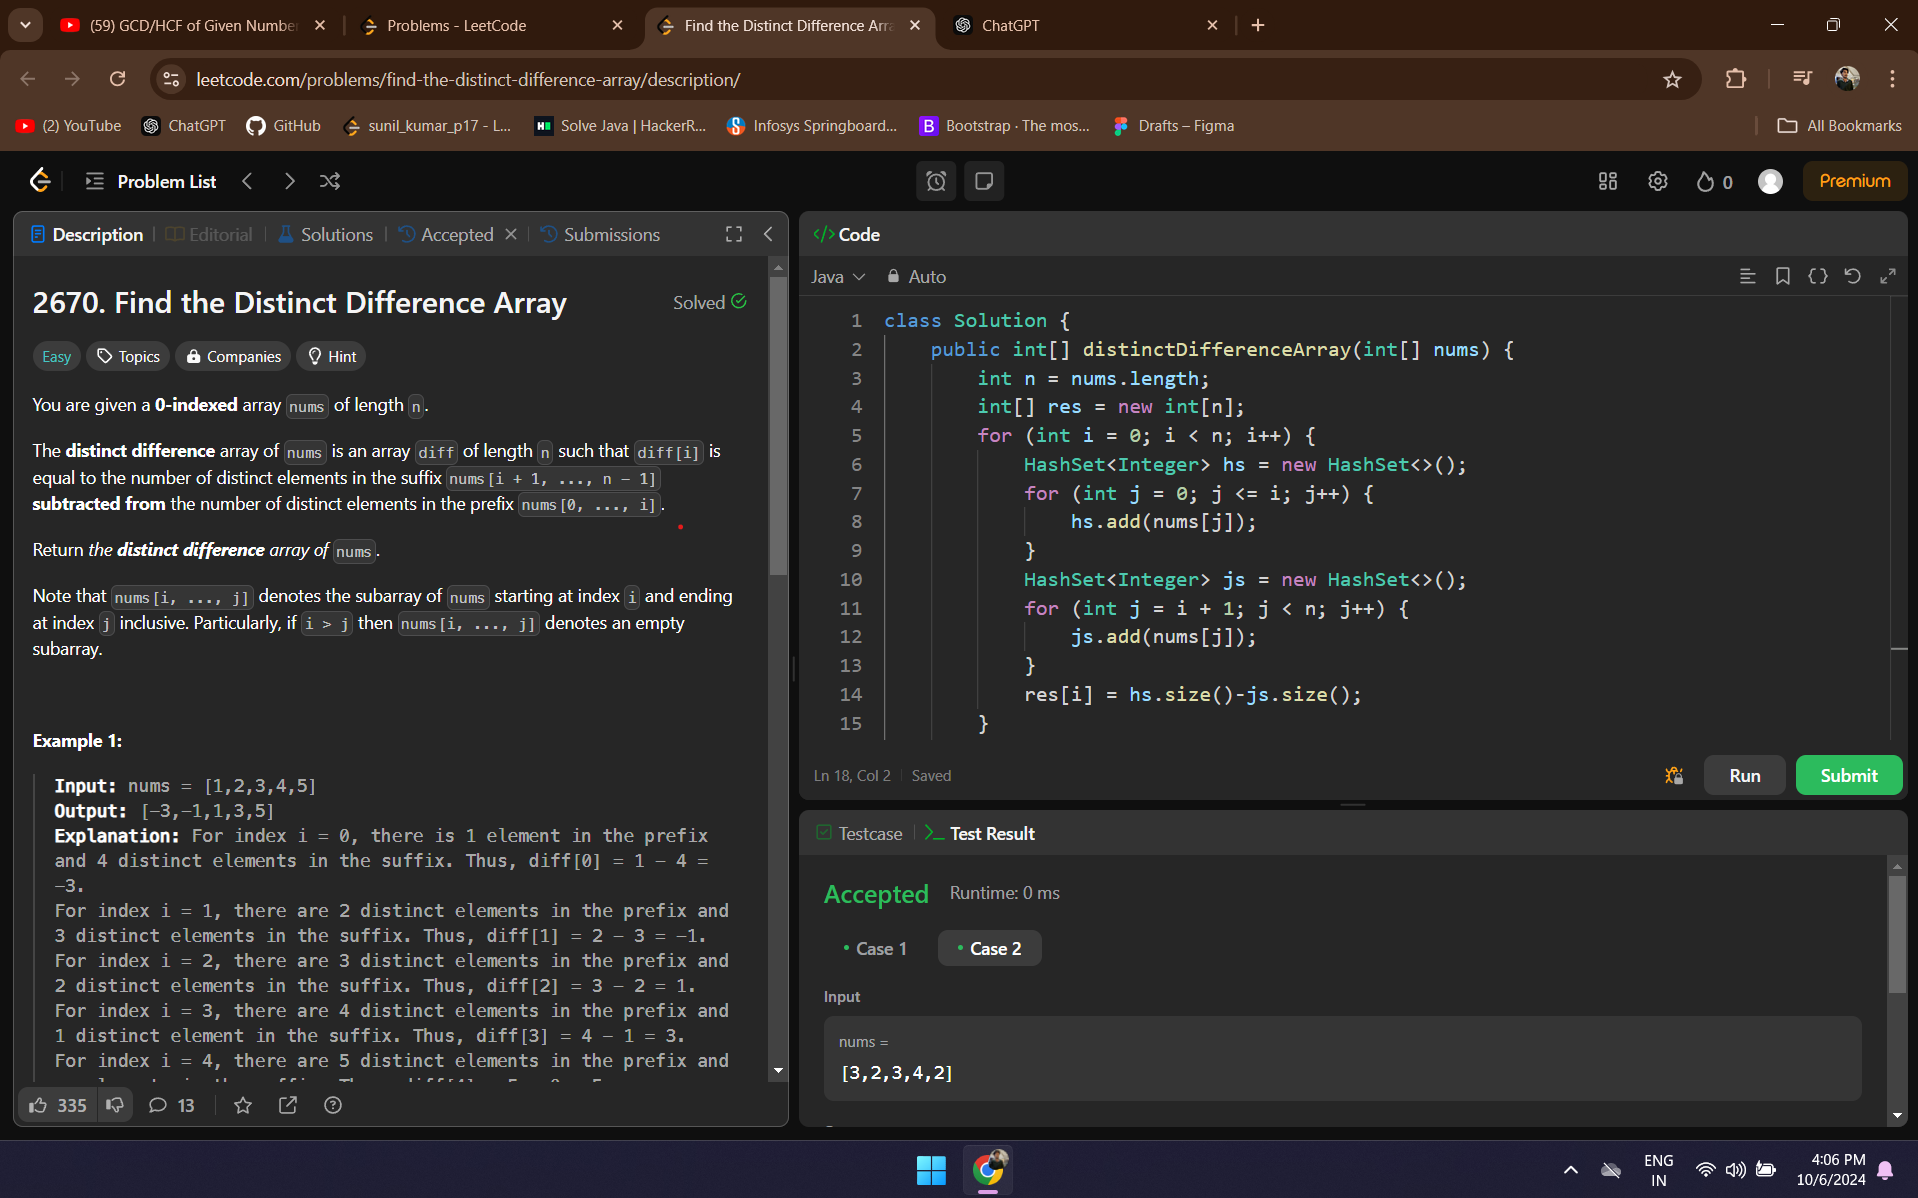 (59) GCD/HCF of Given Number
Problems - LeetCode
Find the Distinct Difference Arra
ChatGPT
leetcode.com/problems/find-the-distinct-difference-array/description/
(2) YouTube
ChatGPT
GitHub
sunil_kumar_p17 - L...
Solve Java | HackerR...
Infosys Springboard...
B Bootstrap · The mos...
Drafts – Figma
All Bookmarks
Problem List
0
Premium
Description
Editorial
Solutions
Accepted
Submissions
2670. Find the Distinct Difference Array
Solved
Easy
Topics
Companies
Hint
You are given a 0-indexed array nums of length n.
The distinct difference array of nums is an array diff of length n such that diff[i] is
equal to the number of distinct elements in the suffix nums[i + 1, ..., n - 1]
subtracted from the number of distinct elements in the prefix nums[0, ..., i].
Return the distinct difference array of nums.
Note that nums[i, ..., j] denotes the subarray of nums starting at index i and ending
at index j inclusive. Particularly, if i > j then nums[i, ..., j] denotes an empty
subarray.
Example 1:
Input: nums = [1,2,3,4,5]
Output: [-3,-1,1,3,5]
Explanation: For index i = 0, there is 1 element in the prefix
and 4 distinct elements in the suffix. Thus, diff[0] = 1 - 4 =
-3.
For index i = 1, there are 2 distinct elements in the prefix and
3 distinct elements in the suffix. Thus, diff[1] = 2 - 3 = -1.
For index i = 2, there are 3 distinct elements in the prefix and
2 distinct elements in the suffix. Thus, diff[2] = 3 - 2 = 1.
For index i = 3, there are 4 distinct elements in the prefix and
1 distinct element in the suffix. Thus, diff[3] = 4 - 1 = 3.
For index i = 4, there are 5 distinct elements in the prefix and
335
13
</> Code
Java
Auto
1 class Solution {
2 public int[] distinctDifferenceArray(int[] nums) {
3 int n = nums.length;
4 int[] res = new int[n];
5 for (int i = 0; i < n; i++) {
6 HashSet<Integer> hs = new HashSet<>();
7 for (int j = 0; j <= i; j++) {
8 hs.add(nums[j]);
9 }
10 HashSet<Integer> js = new HashSet<>();
11 for (int j = i + 1; j < n; j++) {
12 js.add(nums[j]);
13 }
14 res[i] = hs.size()-js.size();
15 }
Ln 18, Col 2
Saved
Run
Submit
Testcase
Test Result
Accepted
Runtime: 0 ms
Case 1
Case 2
Input
nums =
[3,2,3,4,2]
ENG
IN
4:06 PM
10/6/2024